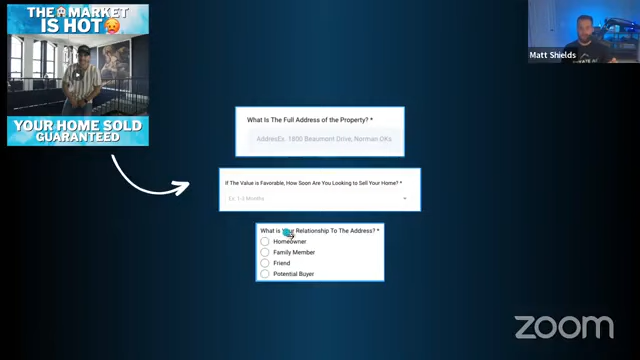 THE MARKET
IS HOT
YOUR HOME SOLD
GUARANTEED
Matt Shields
What Is The Full Address of the Property? *
AddresEx. 1800 Beaumont Drive, Norman OKs
If The Value is Favorable, How Soon Are You Looking to Sell Your Home? *
Ex. 1-3 Months
What is Your Relationship To The Address? *
Homeowner
Family Member
Friend
Potential Buyer
zoom